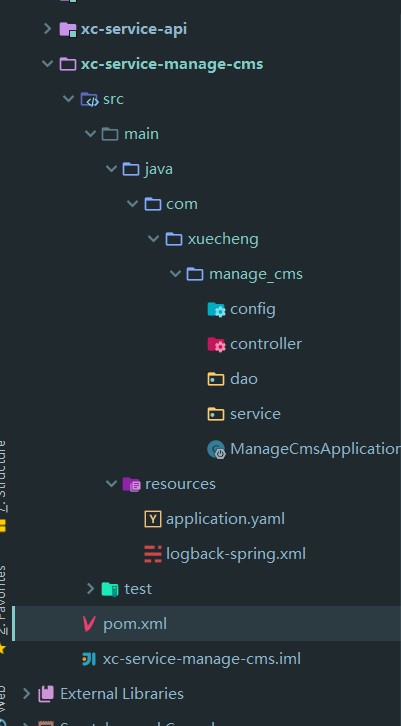 xc-service-api
xc-service-manage-cms
src
main
java
com
xuecheng
manage_cms
config
controller
dao
service
ManageCmsApplication
resources
application.yaml
logback-spring.xml
test
pom.xml
xc-service-manage-cms.iml
External Libraries
7: Structure
2: Favorites
Web